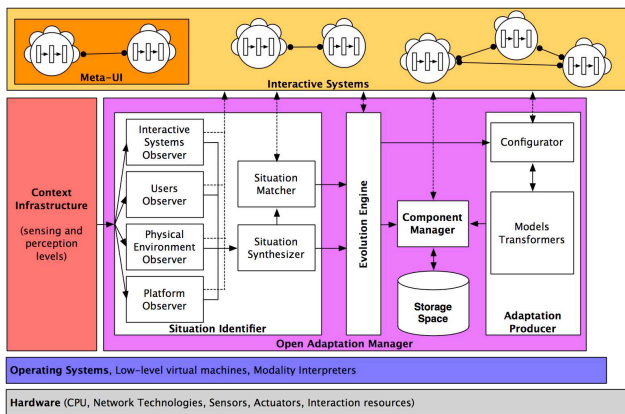 Meta-UI
Interactive Systems
Context
Infrastructure
(sensing and
perception
levels)
Interactive
Systems
Observer
Users
Observer
Physical
Environment
Observer
Platform
Observer
Situation
Matcher
Situation
Synthesizer
Situation Identifier
Evolution Engine
Component
Manager
Storage
Space
Configurator
Models
Transformers
Adaptation
Producer
Open Adaptation Manager
Operating Systems, Low-level virtual machines, Modality Interpreters
Hardware (CPU, Network Technologies, Sensors, Actuators, Interaction resources)